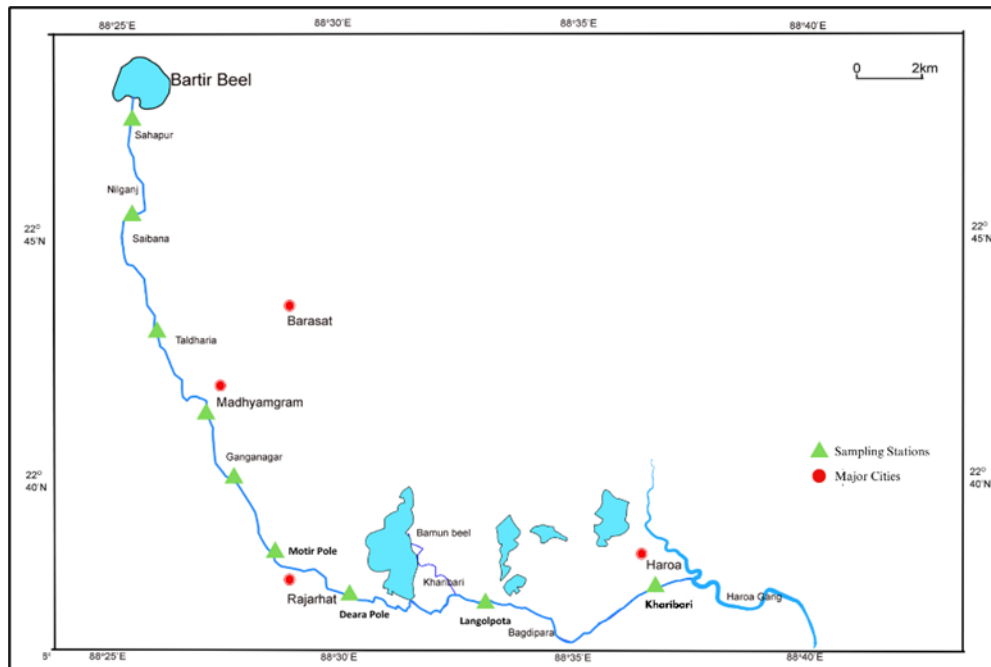 88°25'E 88°30'E 88°35'E 88°40'E
Bartir Beel
0 2km
Sahapur
Nilganj
22°
45'N
22°
45'N
Saibana
Barasat
Taldharia
Madhyamgram
Ganganagar
Sampling Stations
Major Cities
22°
40'N
22°
40'N
Bamun beel
Motir Pole
Haroa
Kharibari
Rajarhat
Deara Pole
Langolpota
Kharibari
Haroa Gang
Bagdipara
5' 88°25'E 88°30'E 88°35'E 88°40'E